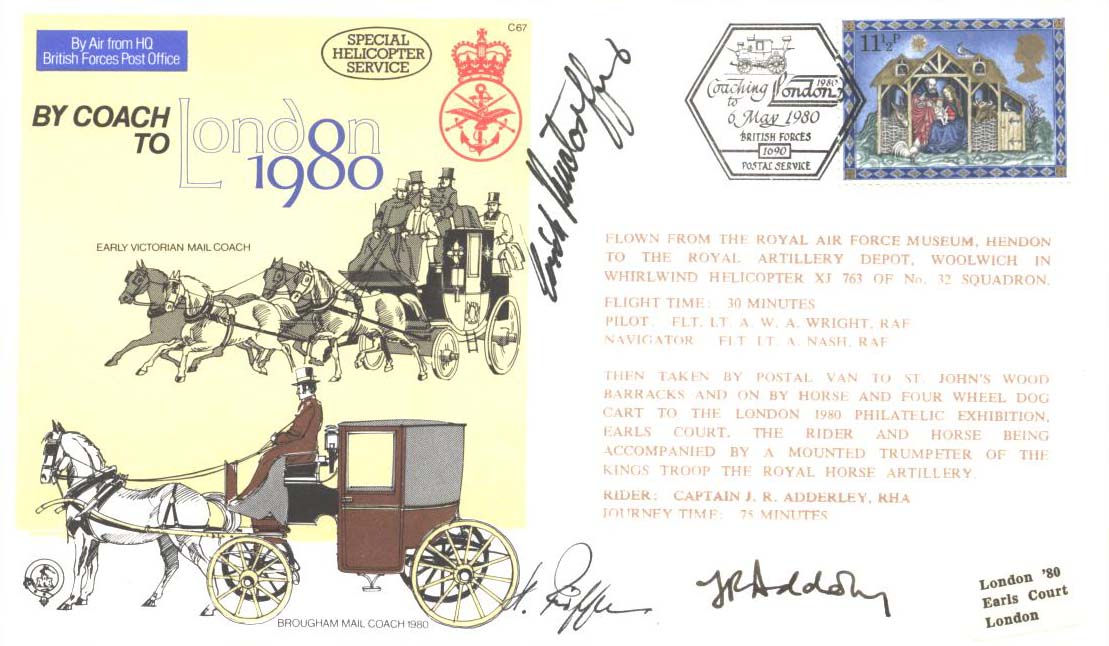 By Air from HQ
British Forces Post Office
SPECIAL
HELICOPTER
SERVICE
C67
BY COACH
TO
London
1980
EARLY VICTORIAN MAIL COACH
BROUGHAM MAIL COACH 1980
Coaching London 1980
to
6 May 1980
BRITISH FORCES
1690
POSTAL SERVICE
11½P
FLOWN FROM THE ROYAL AIR FORCE MUSEUM, HENDON
TO THE ROYAL ARTILLERY DEPOT, WOOLWICH IN
WHIRLWIND HELICOPTER XJ 763 OF No. 32 SQUADRON.
FLIGHT TIME: 30 MINUTES
PILOT: FLT. LT. A. W. A. WRIGHT, RAF
NAVIGATOR FLT LT. A. NASH, RAF
THEN TAKEN BY POSTAL VAN TO ST. JOHN'S WOOD
BARRACKS AND ON BY HORSE AND FOUR WHEEL DOG
CART TO THE LONDON 1980 PHILATELIC EXHIBITION,
EARLS COURT. THE RIDER AND HORSE BEING
ACCOMPANIED BY A MOUNTED TRUMPETER OF THE
KINGS TROOP THE ROYAL HORSE ARTILLERY.
RIDER: CAPTAIN J. R. ADDERLEY, RHA
JOURNEY TIME: 75 MINUTES
JRAdderley
London '80
Earls Court
London